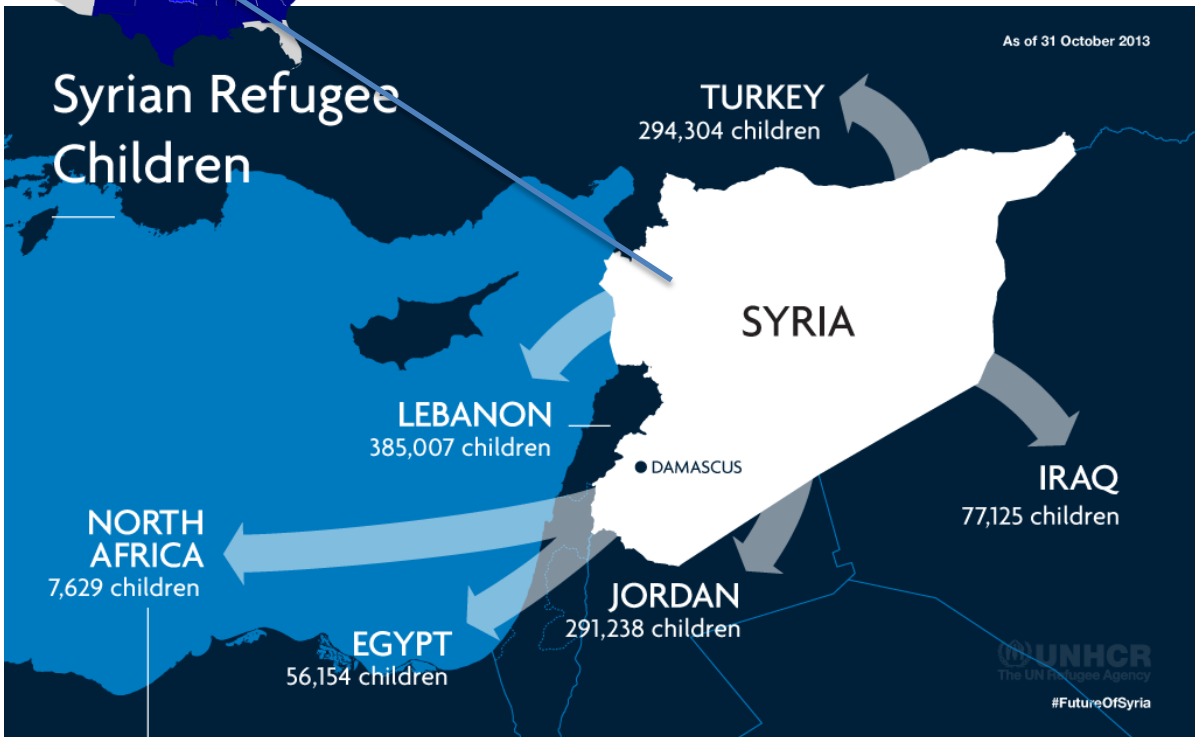 As of 31 October 2013
Syrian Refugee
Children
TURKEY
294,304 children
SYRIA
LEBANON
385,007 children
DAMASCUS
IRAQ
77,125 children
NORTH
AFRICA
7,629 children
JORDAN
291,238 children
EGYPT
56,154 children
UNHCR
The UN Refugee Agency
#FutureOfSyria